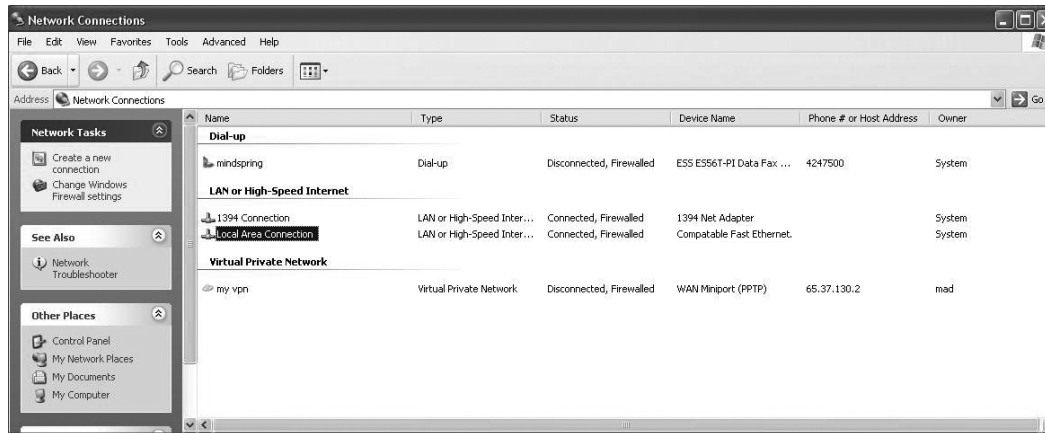 Network Connections
File Edit View Favorites Tools Advanced Help
Back Search Folders
Address Network Connections Go
Network Tasks
Create a new
connection
Change Windows
Firewall settings
See Also
Network
Troubleshooter
Other Places
Control Panel
My Network Places
My Documents
My Computer
Name Type Status Device Name Phone # or Host Address Owner
Dial-up
mindspring Dial-up Disconnected, Firewalled ESS ES56T-PI Data Fax ... 4247500 System
LAN or High-Speed Internet
1394 Connection LAN or High-Speed Inter... Connected, Firewalled 1394 Net Adapter System
Local Area Connection LAN or High-Speed Inter... Connected, Firewalled Compatable Fast Ethernet. System
Virtual Private Network
my vpn Virtual Private Network Disconnected, Firewalled WAN Miniport (PPTP) 65.37.130.2 mad